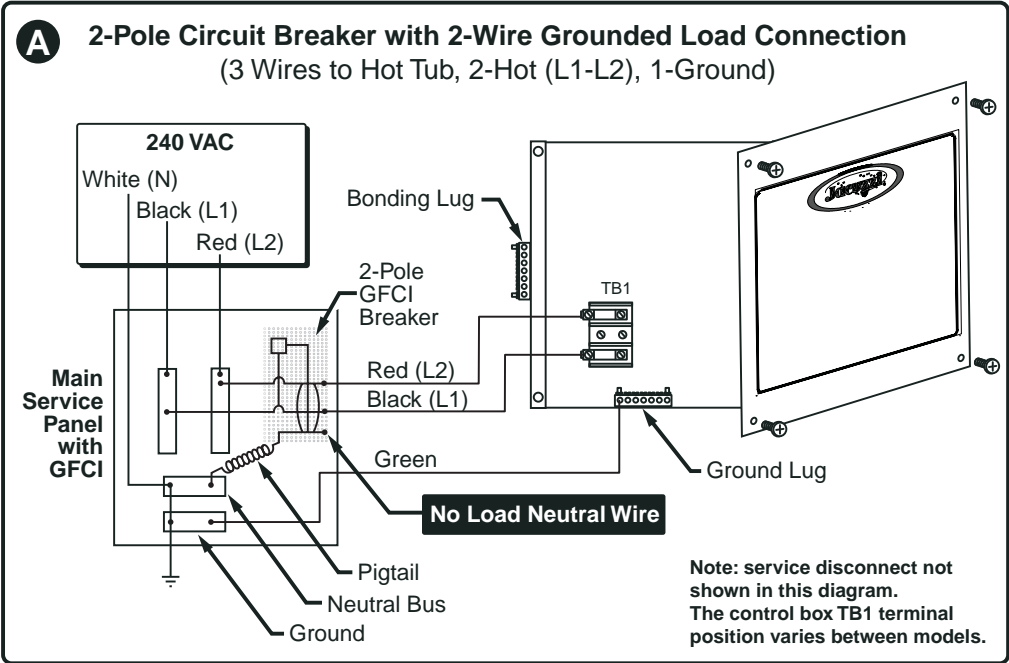 A
2-Pole Circuit Breaker with 2-Wire Grounded Load Connection
(3 Wires to Hot Tub, 2-Hot (L1-L2), 1-Ground)
240 VAC
White (N)
Black (L1)
Red (L2)
Bonding Lug
2-Pole
GFCI
Breaker
TB1
Jacuzzi
Main
Service
Panel
with
GFCI
Red (L2)
Black (L1)
Green
Ground Lug
No Load Neutral Wire
Pigtail
Neutral Bus
Ground
Note: service disconnect not
shown in this diagram.
The control box TB1 terminal
position varies between models.